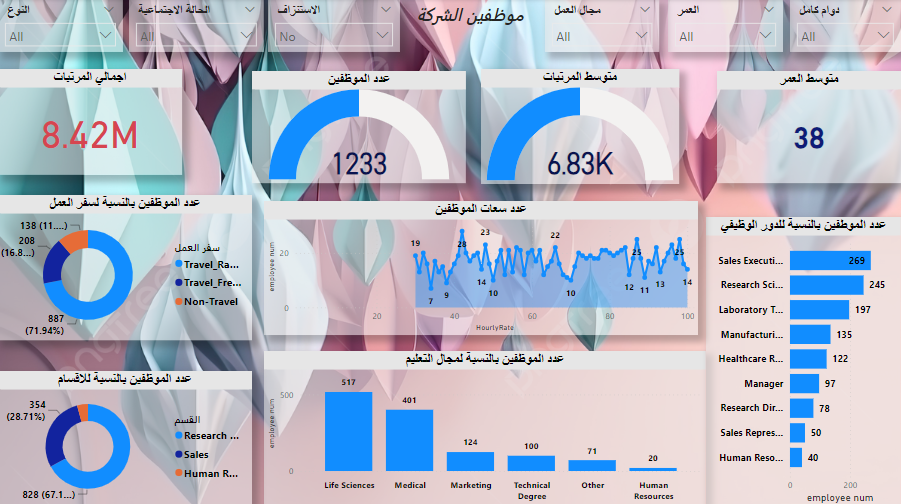 موظفين الشركة
دوام كامل
All
العمر
All
مجال العمل
All
الاستنزاف
No
الحالة الاجتماعية
All
النوع
All
متوسط العمر
38
متوسط المرتبات
6.83K
عدد الموظفين
1233
اجمالي المرتبات
8.42M
عدد الموظفين بالنسبة لسفر العمل
138 (11....)
208
(16.8...)
887
(71.94%)
سفر العمل
Travel_Ra...
Travel_Fre...
Non-Travel
عدد سعات الموظفين
employee num
20
0
19
7
9
28
14
23
10
22
10
12
25
11
13
25
14
20
40
60
80
100
HourlyRate
عدد الموظفين بالنسبة للدور الوظيفي
Sales Executi... 269
Research Sci... 245
Laboratory T... 197
Manufacturi... 135
Healthcare R... 122
Manager 97
Research Dir... 78
Sales Repres... 50
Human Reso... 40
0 200
employee num
عدد الموظفين بالنسبة للاقسام
354
(28.71%)
828 (67.1...)
القسم
Research ...
Sales
Human R...
عدد الموظفين بالنسبة لمجال التعليم
employee num
500
0
517
401
124
100
71
20
Life Sciences
Medical
Marketing
Technical
Degree
Other
Human
Resources